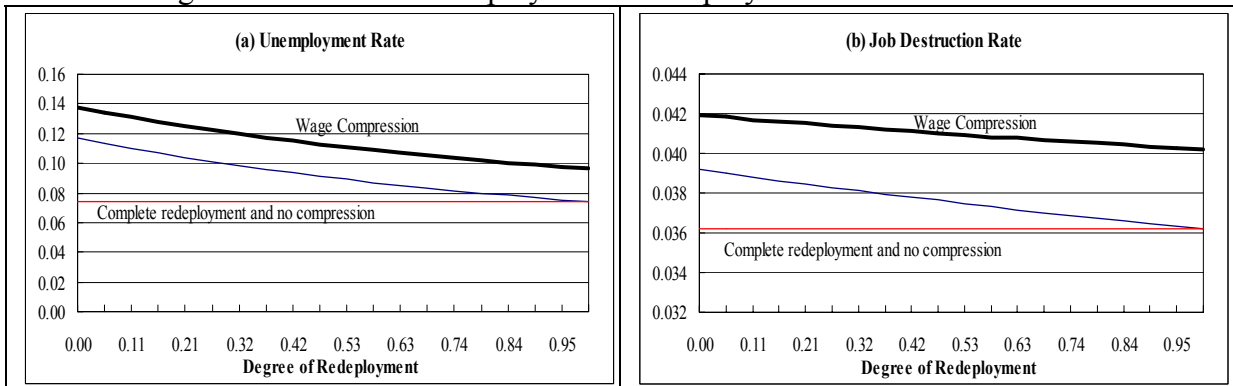 (a) Unemployment Rate
0.16
0.14
0.12
0.10
0.08
0.06
0.04
0.02
0.00
Wage Compression
Complete redeployment and no compression
0.00 0.11 0.21 0.32 0.42 0.53 0.63 0.74 0.84 0.95
Degree of Redeployment
(b) Job Destruction Rate
0.044
0.042
0.040
0.038
0.036
0.034
0.032
Wage Compression
Complete redeployment and no compression
0.00 0.11 0.21 0.32 0.42 0.53 0.63 0.74 0.84 0.95
Degree of Redeployment